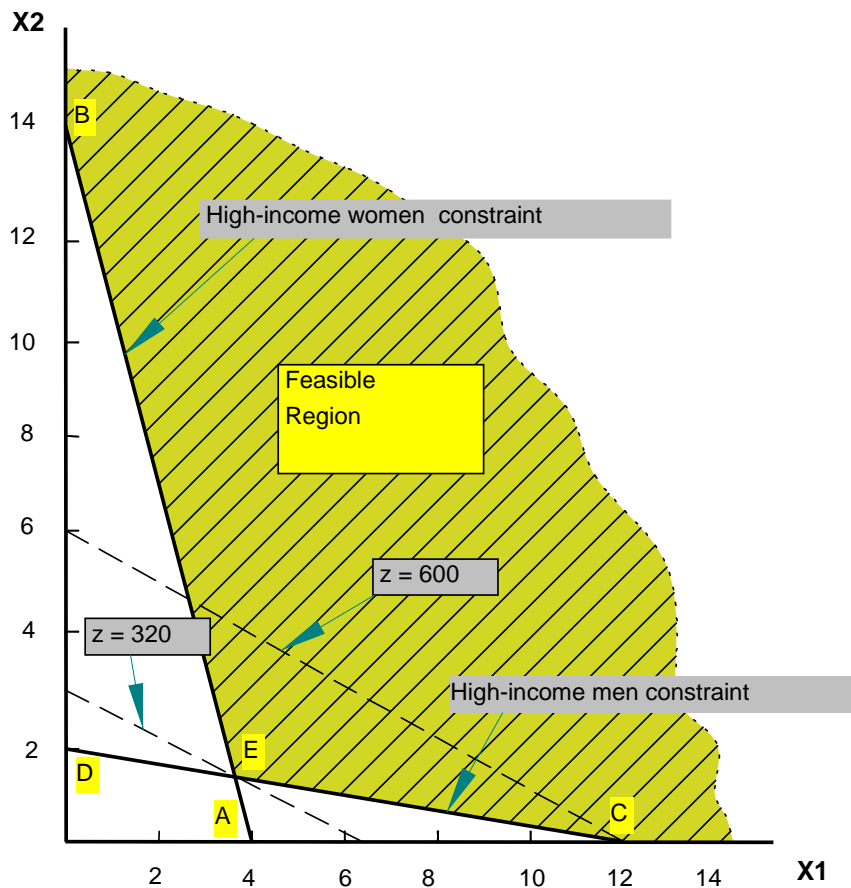 X2
14
B
High-income women constraint
12
10
Feasible
Region
8
6
z = 600
4
z = 320
High-income men constraint
2
E
D
A
C
2
4
6
8
10
12
14
X1